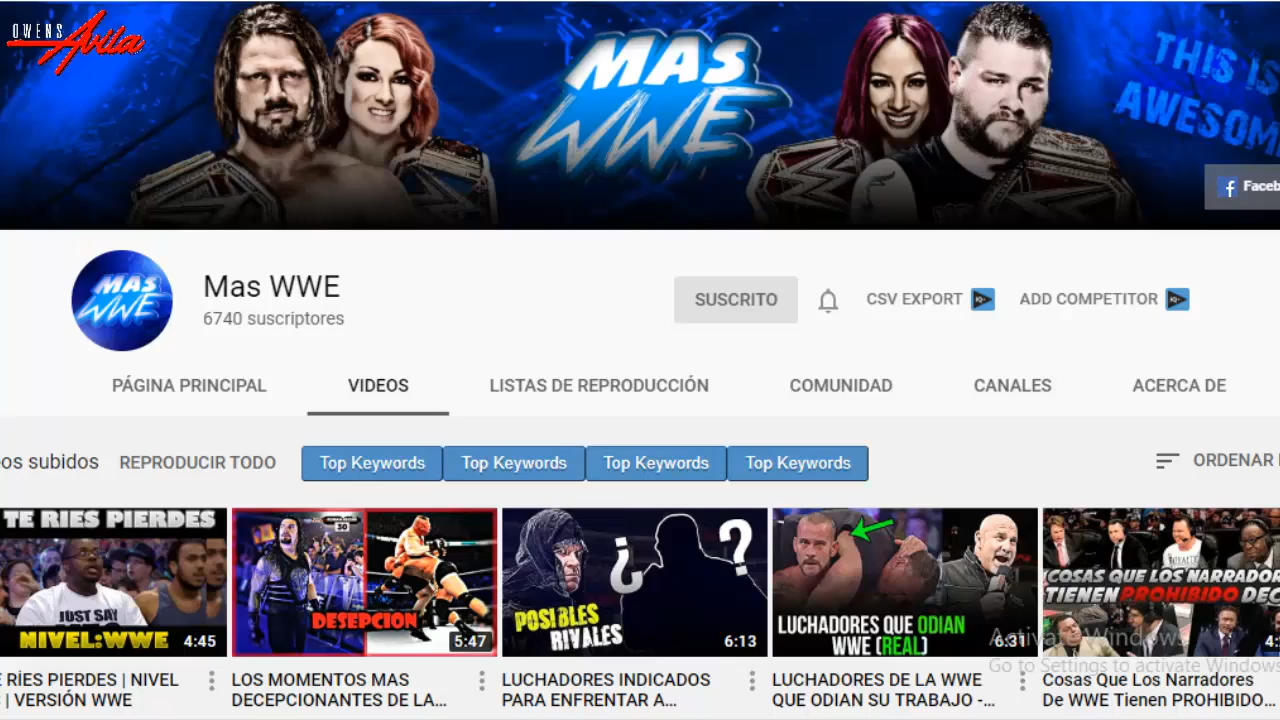 OWENS
Avila
MAS
WWE
THIS IS
AWESOM
Faceb
MAS
WWE
Mas WWE
6740 suscriptores
SUSCRITO
CSV EXPORT
ADD COMPETITOR
PÁGINA PRINCIPAL
VIDEOS
LISTAS DE REPRODUCCIÓN
COMUNIDAD
CANALES
ACERCA DE
os subidos
REPRODUCIR TODO
Top Keywords
Top Keywords
Top Keywords
Top Keywords
ORDENAR
TE RIES PIERDES
JUST SAY
NIVEL:WWE
4:45
30
DESEPCION
5:47
¿ ?
POSIBLES
RIVALES
6:13
LUCHADORES QUE ODIAN
WWE (REAL)
6:31
COSAS QUE LOS NARRADOR
TIENEN PROHIBIDO DEC
4:
Activate Windows
Go to Settings to activate Windows
RÍES PIERDES | NIVEL
| VERSIÓN WWE
LOS MOMENTOS MAS
DECEPCIONANTES DE LA...
LUCHADORES INDICADOS
PARA ENFRENTAR A...
LUCHADORES DE LA WWE
QUE ODIAN SU TRABAJO -...
Cosas Que Los Narradores
De WWE Tienen PROHIBIDO...